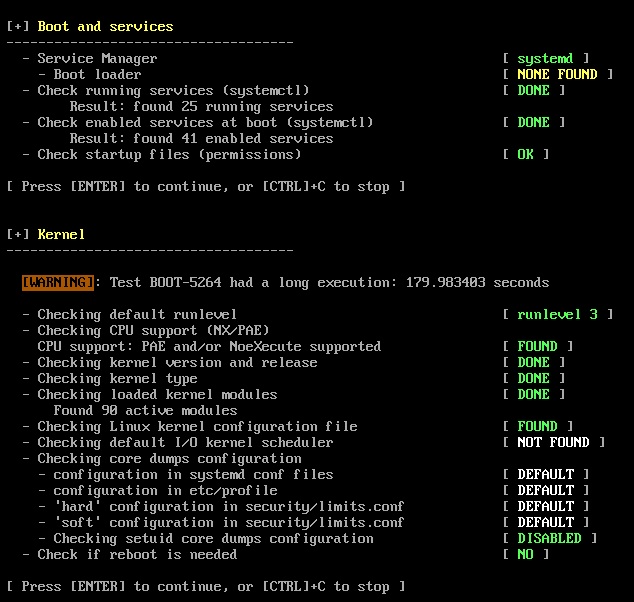 [+] Boot and services
------------------------------------
- Service Manager [ systemd ]
- Boot loader [ NONE FOUND ]
- Check running services (systemctl) [ DONE ]
Result: found 25 running services
- Check enabled services at boot (systemctl) [ DONE ]
Result: found 41 enabled services
- Check startup files (permissions) [ OK ]
[ Press [ENTER] to continue, or [CTRL]+C to stop ]
[+] Kernel
------------------------------------
[WARNING]: Test BOOT-5264 had a long execution: 179.983403 seconds
- Checking default runlevel [ runlevel 3 ]
- Checking CPU support (NX/PAE)
CPU support: PAE and/or NoeXecute supported [ FOUND ]
- Checking kernel version and release [ DONE ]
- Checking kernel type [ DONE ]
- Checking loaded kernel modules [ DONE ]
Found 90 active modules
- Checking Linux kernel configuration file [ FOUND ]
- Checking default I/O kernel scheduler [ NOT FOUND ]
- Checking core dumps configuration
- configuration in systemd conf files [ DEFAULT ]
- configuration in etc/profile [ DEFAULT ]
- 'hard' configuration in security/limits.conf [ DEFAULT ]
- 'soft' configuration in security/limits.conf [ DEFAULT ]
- Checking setuid core dumps configuration [ DISABLED ]
- Check if reboot is needed [ NO ]
[ Press [ENTER] to continue, or [CTRL]+C to stop ]